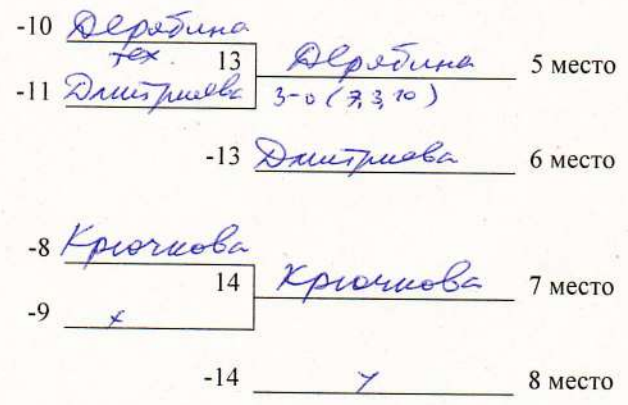 -10 Дерябина
тех. 13 Дерябина 5 место
-11 Дмитриева 3-0 (7,3,10)
-13 Дмитриева 6 место
-8 Крючкова
14 Крючкова 7 место
-9 x
-14 x 8 место